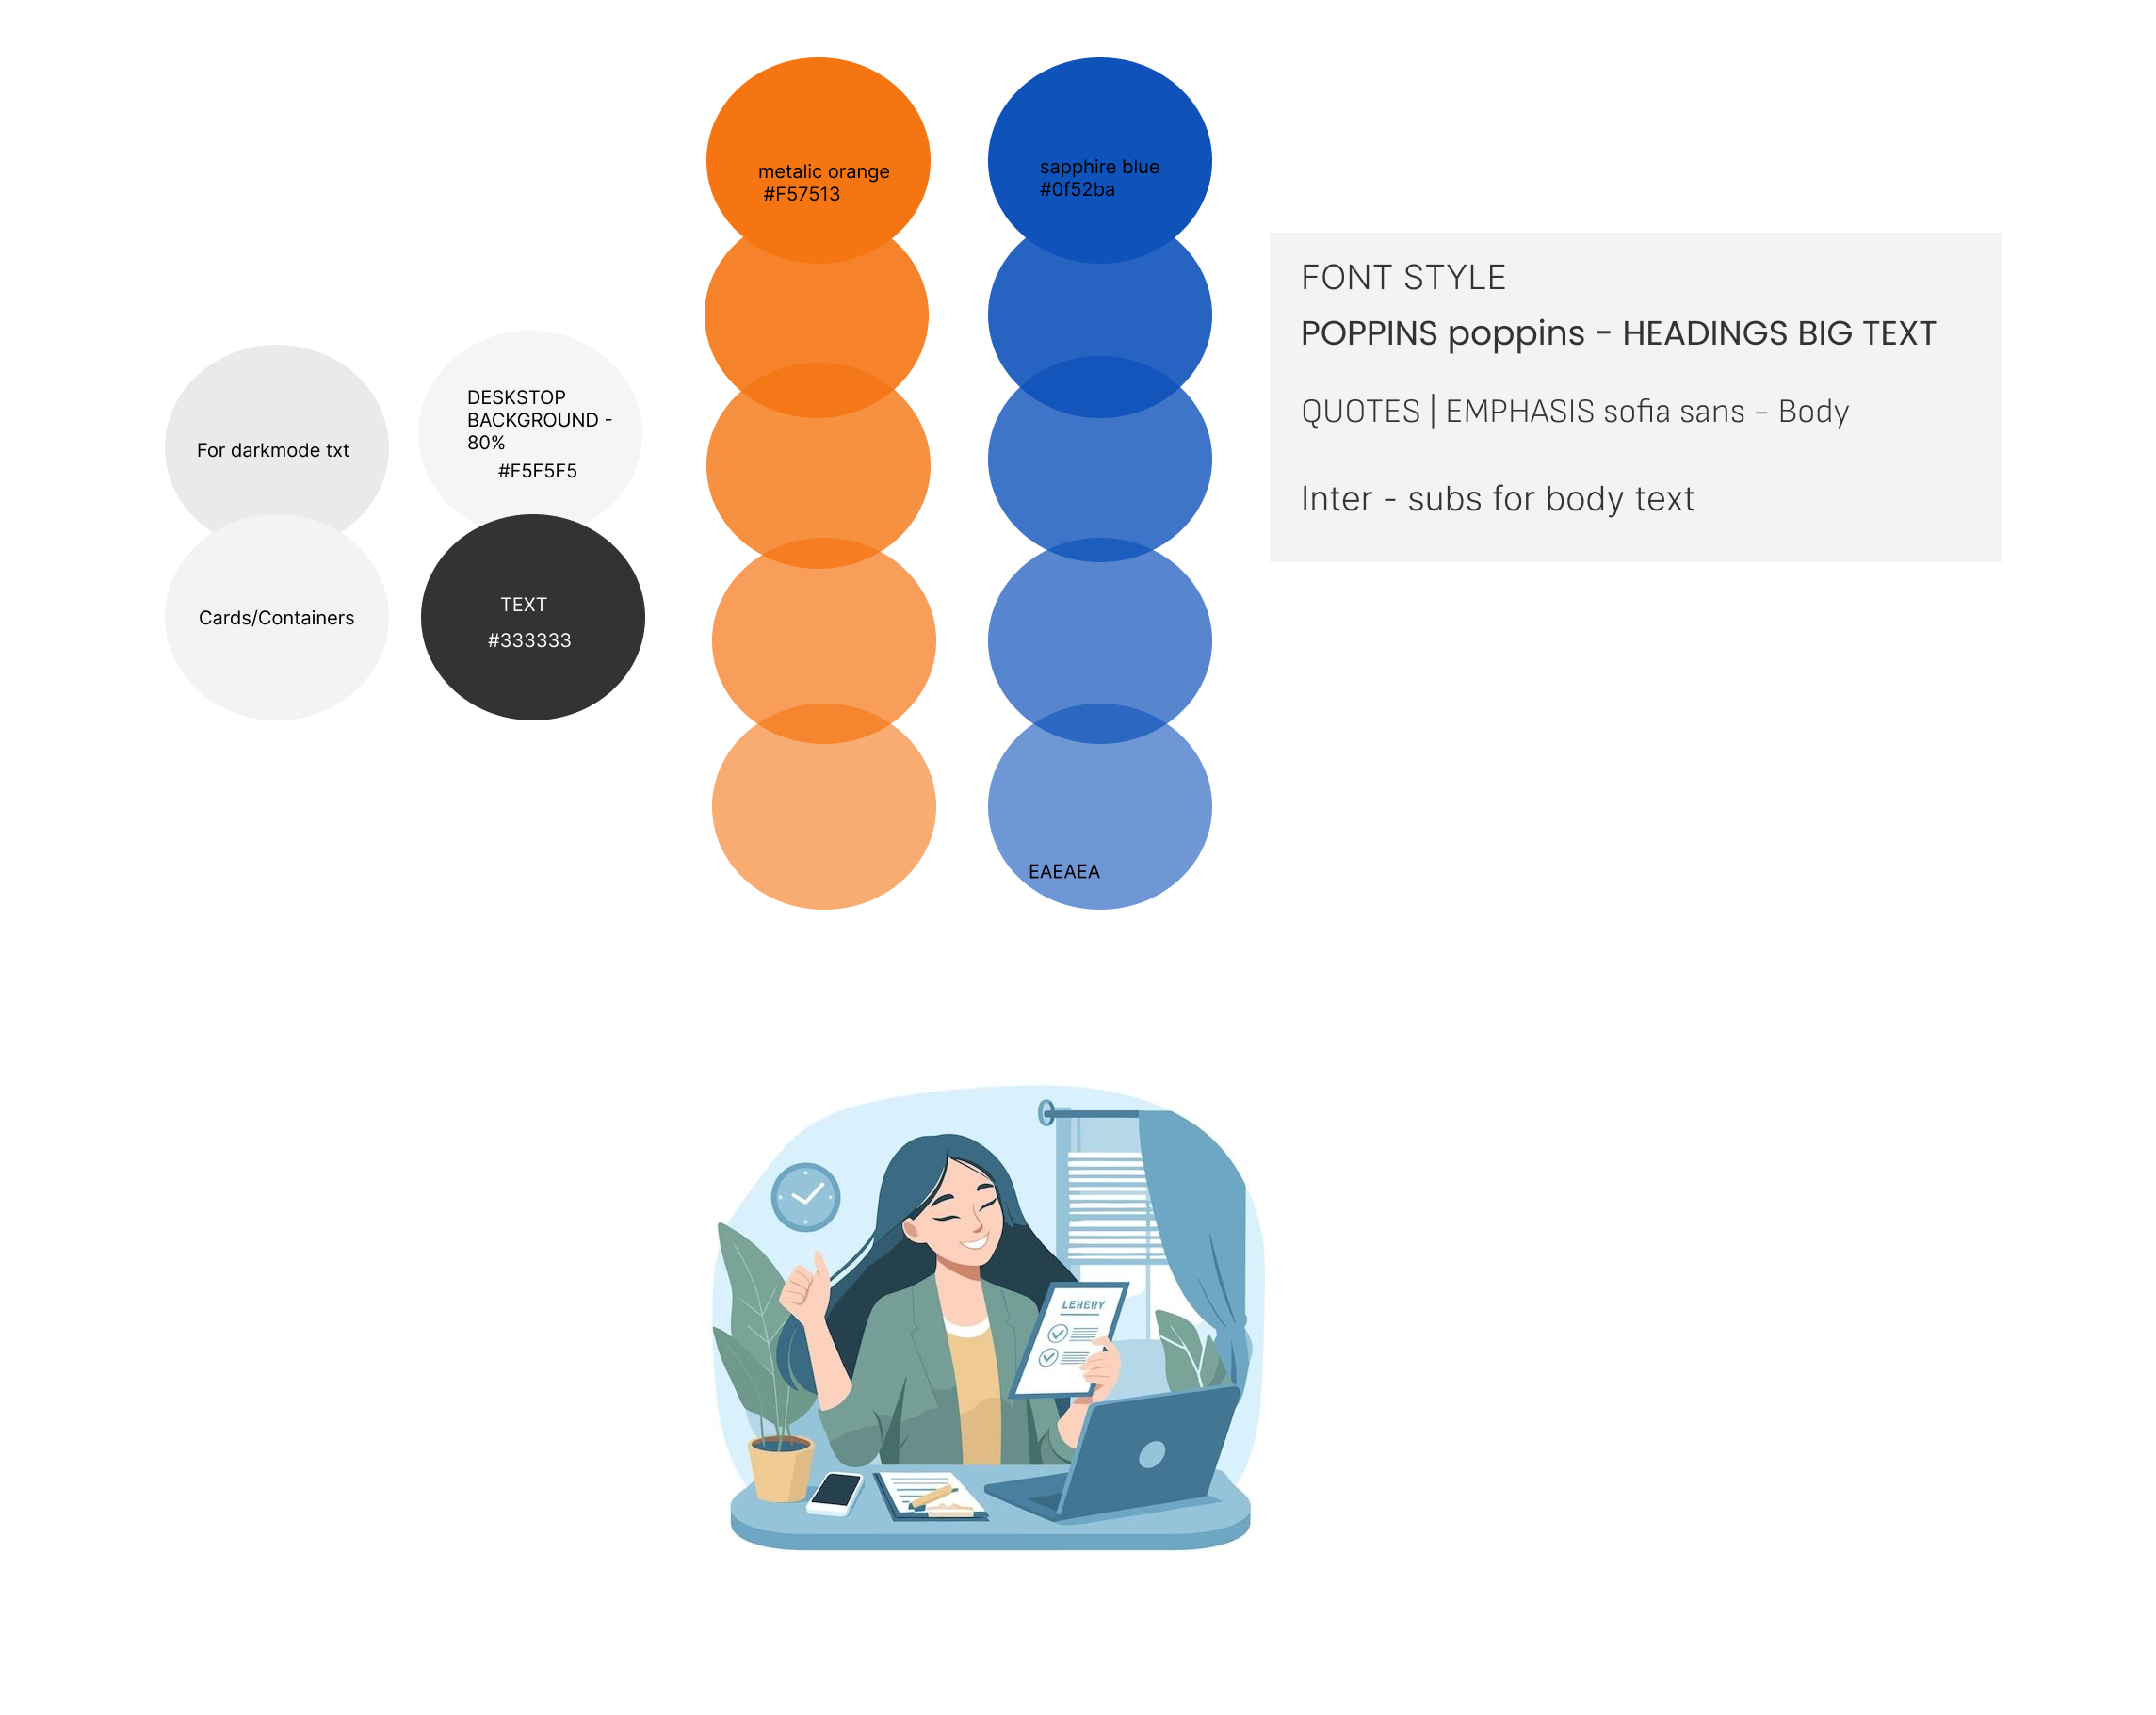 metalic orange
#F57513
sapphire blue
#0f52ba
FONT STYLE
POPPINS poppins - HEADINGS BIG TEXT
QUOTES | EMPHASIS sofia sans - Body
Inter - subs for body text
DESKSTOP
BACKGROUND -
80%
#F5F5F5
For darkmode txt
Cards/Containers
TEXT
#333333
EAEAEA